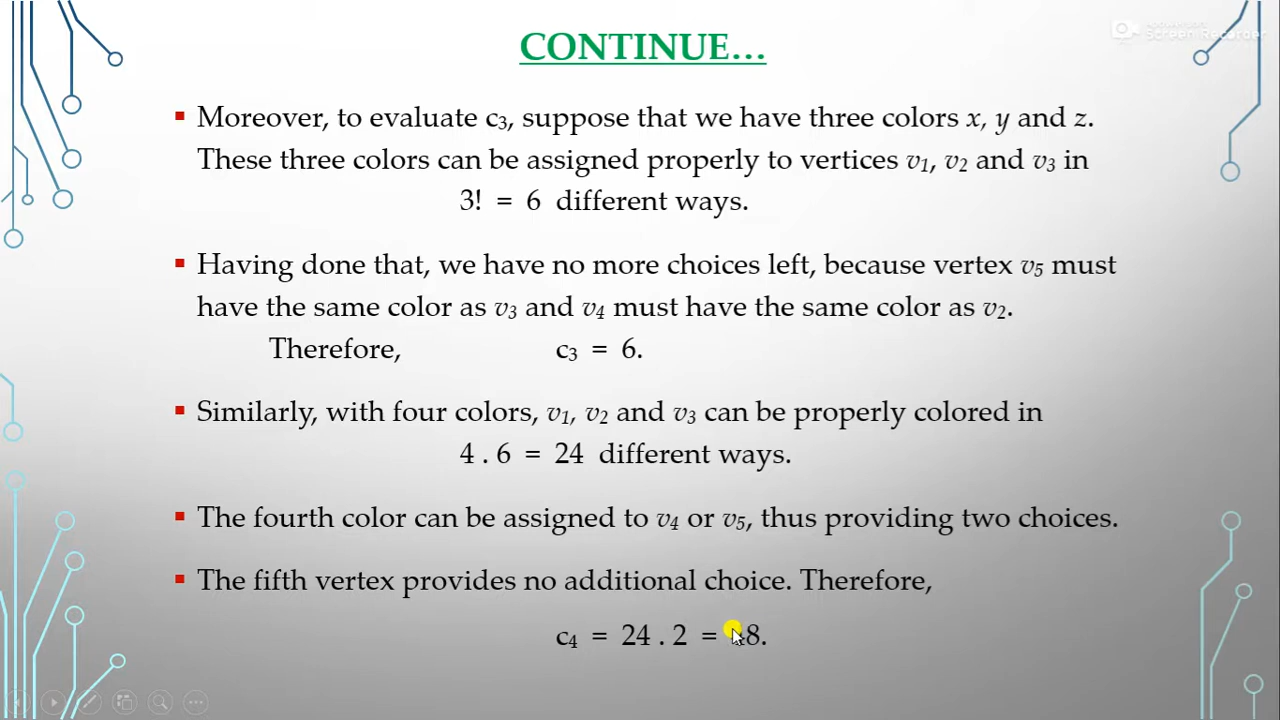 CONTINUE…
Screen Recorder
▪ Moreover, to evaluate c₃, suppose that we have three colors x, y and z.
These three colors can be assigned properly to vertices v₁, v₂ and v₃ in
3! = 6 different ways.
▪ Having done that, we have no more choices left, because vertex v₅ must
have the same color as v₃ and v₄ must have the same color as v₂.
Therefore, c₃ = 6.
▪ Similarly, with four colors, v₁, v₂ and v₃ can be properly colored in
4 . 6 = 24 different ways.
▪ The fourth color can be assigned to v₄ or v₅, thus providing two choices.
▪ The fifth vertex provides no additional choice. Therefore,
c₄ = 24 . 2 = 48.